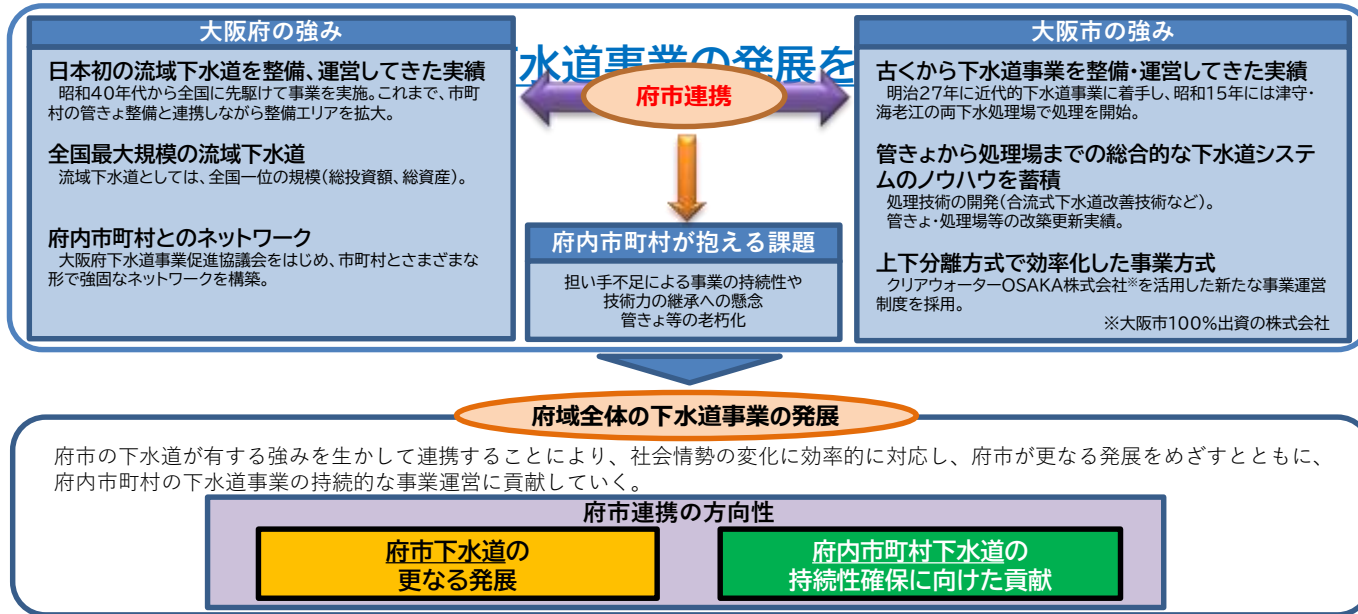 下水道事業の発展を
大阪府の強み
日本初の流域下水道を整備、運営してきた実績
昭和40年代から全国に先駆けて事業を実施。これまで、市町
村の管きょ整備と連携しながら整備エリアを拡大。
全国最大規模の流域下水道
流域下水道としては、全国一位の規模(総投資額、総資産)。
府内市町村とのネットワーク
大阪府下水道事業促進協議会をはじめ、市町村とさまざまな
形で強固なネットワークを構築。
府市連携
府内市町村が抱える課題
担い手不足による事業の持続性や
技術力の継承への懸念
管きょ等の老朽化
大阪市の強み
古くから下水道事業を整備・運営してきた実績
明治27年に近代的下水道事業に着手し、昭和15年には津守・
海老江の両下水処理場で処理を開始。
管きょから処理場までの総合的な下水道システ
ムのノウハウを蓄積
処理技術の開発(合流式下水道改善技術など)。
管きょ・処理場等の改築更新実績。
上下分離方式で効率化した事業方式
クリアウォーターOSAKA株式会社※を活用した新たな事業運営
制度を採用。
※大阪市100%出資の株式会社
府域全体の下水道事業の発展
府市の下水道が有する強みを生かして連携することにより、社会情勢の変化に効率的に対応し、府市が更なる発展をめざすとともに、
府内市町村の下水道事業の持続的な事業運営に貢献していく。
府市連携の方向性
府市下水道の
更なる発展
府内市町村下水道の
持続性確保に向けた貢献